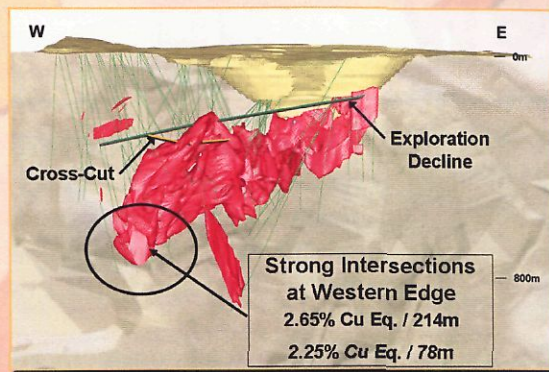 W
E
0m
Exploration
Decline
Cross-Cut
Strong Intersections
at Western Edge
2.65% Cu Eq. / 214m
2.25% Cu Eq. / 78m
800m